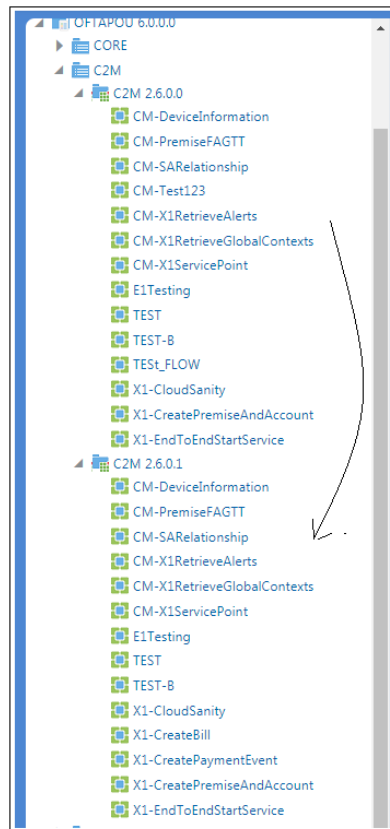 OFTAPOU 6.0.0.0
CORE
C2M
C2M 2.6.0.0
CM-DeviceInformation
CM-PremiseFAGTT
CM-SARelationship
CM-Test123
CM-X1RetrieveAlerts
CM-X1RetrieveGlobalContexts
CM-X1ServicePoint
E1Testing
TEST
TEST-B
TESt_FLOW
X1-CloudSanity
X1-CreatePremiseAndAccount
X1-EndToEndStartService
C2M 2.6.0.1
CM-DeviceInformation
CM-PremiseFAGTT
CM-SARelationship
CM-X1RetrieveAlerts
CM-X1RetrieveGlobalContexts
CM-X1ServicePoint
E1Testing
TEST
TEST-B
X1-CloudSanity
X1-CreateBill
X1-CreatePaymentEvent
X1-CreatePremiseAndAccount
X1-EndToEndStartService